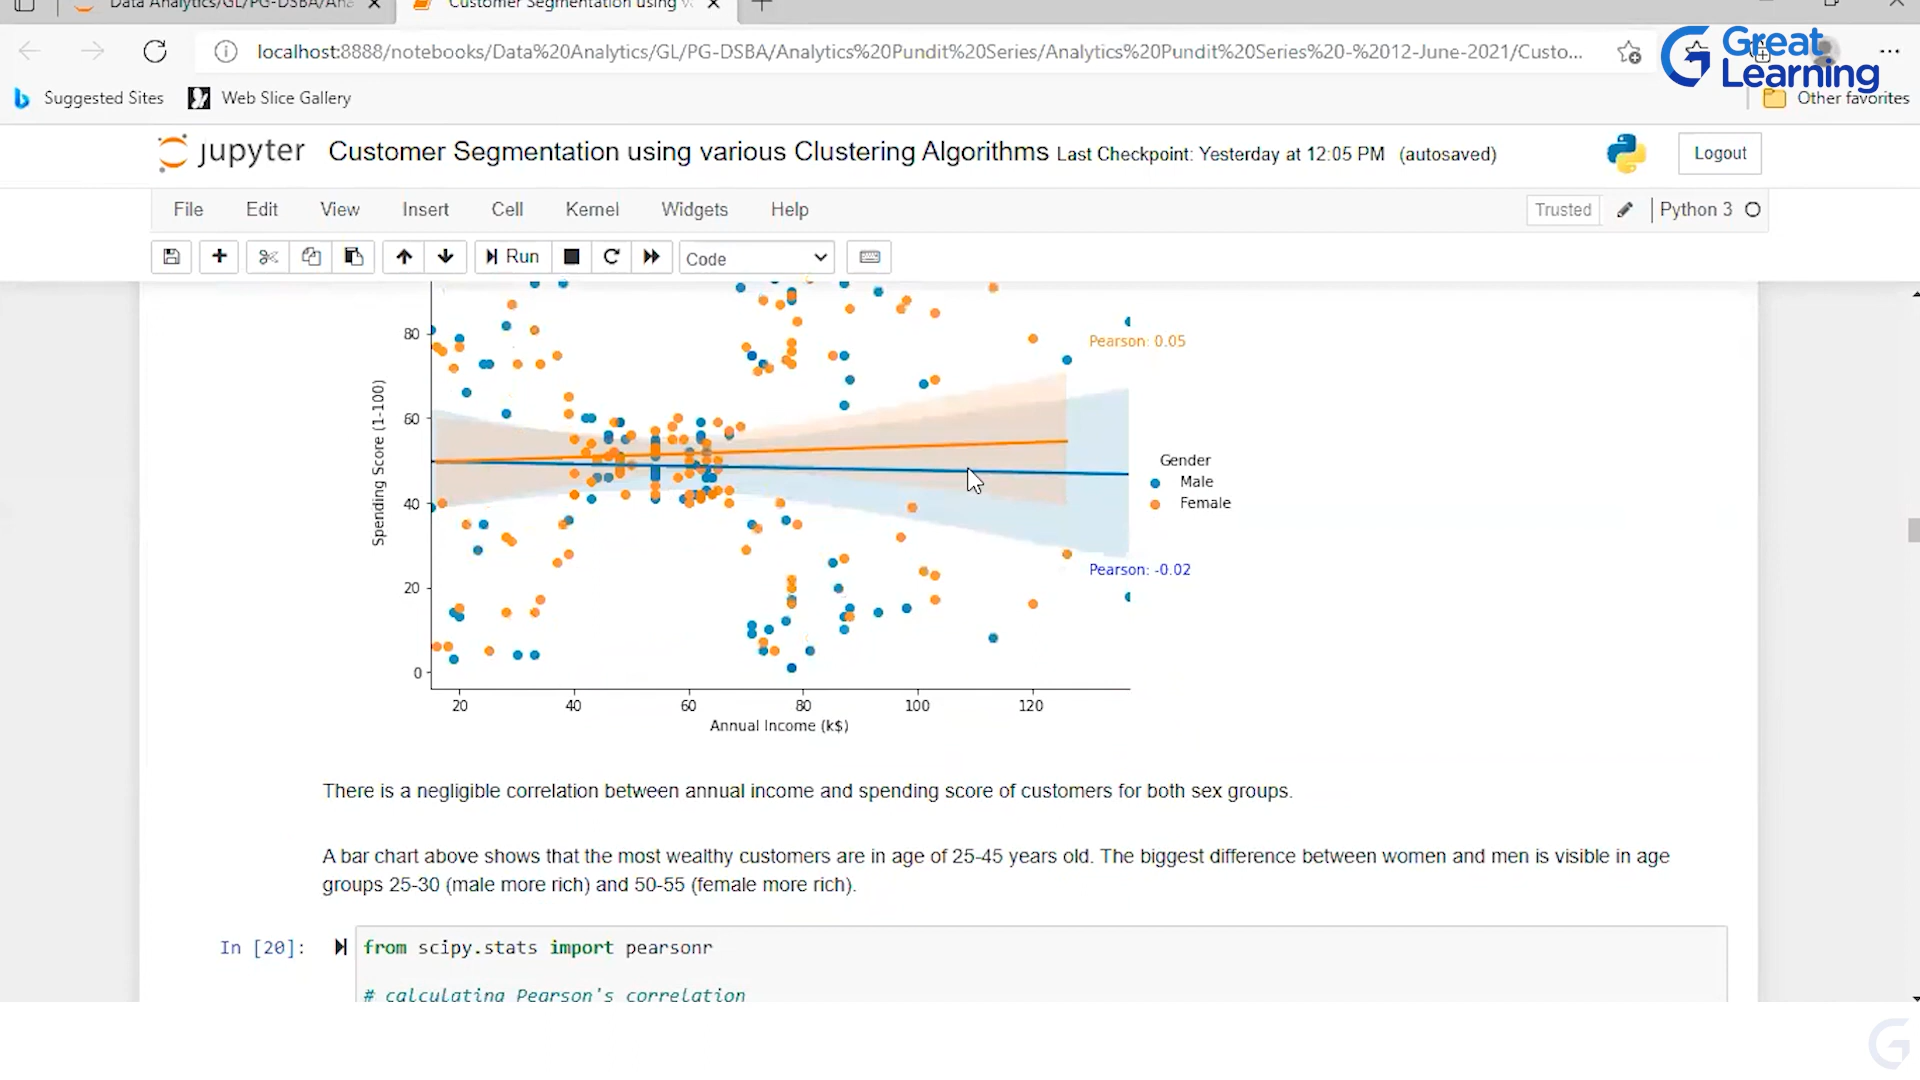 Data Analytics/GL/PG-DSBA/Ana
Customer Segmentation using v
localhost:8888/notebooks/Data%20Analytics/GL/PG-DSBA/Analytics%20Pundit%20Series/Analytics%20Pundit%20Series%20-%2012-June-2021/Custo...
Great
Learning
Suggested Sites
Web Slice Gallery
Other favorites
jupyter
Customer Segmentation using various Clustering Algorithms Last Checkpoint: Yesterday at 12:05 PM (autosaved)
Logout
File Edit View Insert Cell Kernel Widgets Help
Trusted
Python 3
Run
Code
80
60
40
20
0
Spending Score (1-100)
Pearson: 0.05
Gender
Male
Female
Pearson: -0.02
20 40 60 80 100 120
Annual Income (k$)
There is a negligible correlation between annual income and spending score of customers for both sex groups.
A bar chart above shows that the most wealthy customers are in age of 25-45 years old. The biggest difference between women and men is visible in age
groups 25-30 (male more rich) and 50-55 (female more rich).
In [20]:
from scipy.stats import pearsonr
# calculating Pearson's correlation